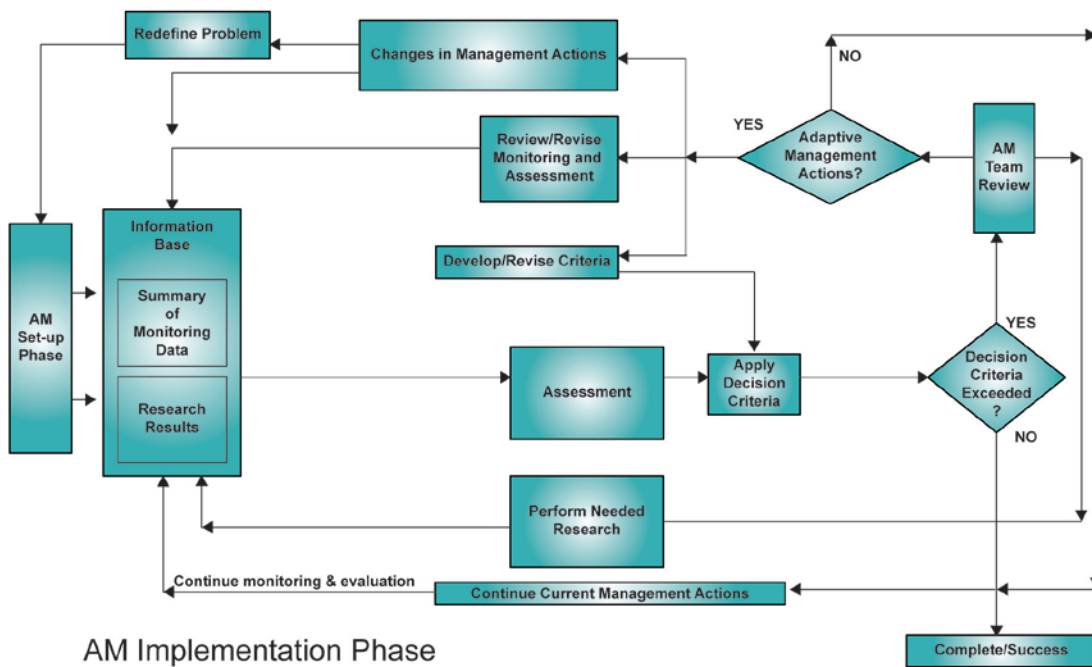 Redefine Problem
Changes in Management Actions
NO
YES
Adaptive
Management
Actions?
AM
Team
Review
Review/Revise
Monitoring and
Assessment
Information
Base
Develop/Revise Criteria
Summary
of
Monitoring
Data
AM
Set-up
Phase
YES
Assessment
Apply
Decision
Criteria
Decision
Criteria
Exceeded
?
Research
Results
NO
Perform Needed
Research
Continue monitoring & evaluation
Continue Current Management Actions
AM Implementation Phase
Complete/Success